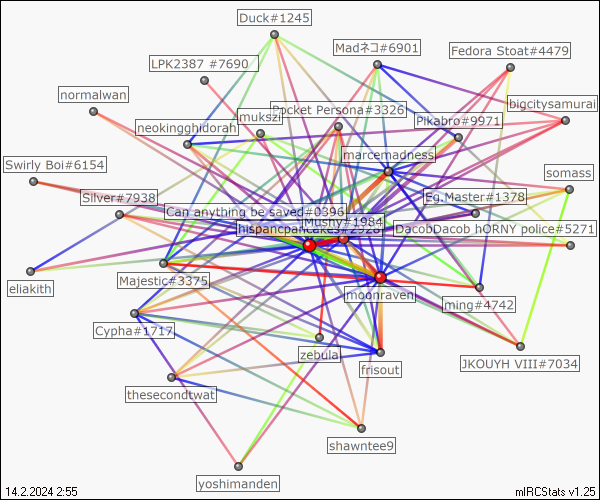 Duck#1245
Madネコ#6901
Fedora Stoat#4479
LPK2387 #7690
normalwan
bigcitysamurai
Pocket Persona#3326
mukszi
Pikabro#9971
neokingghidorah
marcemadness
Swirly Boi#6154
somass
Silver#7938
Eg.Master#1378
Can anything be saved#0396
Mushy#1984
hispancpancakes#2928
DacobDacob hORNY police#5271
eliakith
Majestic#3375
moonraven
ming#4742
Cypha#1717
zebula
frisout
JKOUYH VIII#7034
thesecondtwat
shawntee9
yoshimanden
14.2.2024 2:55
mIRCStats v1.25